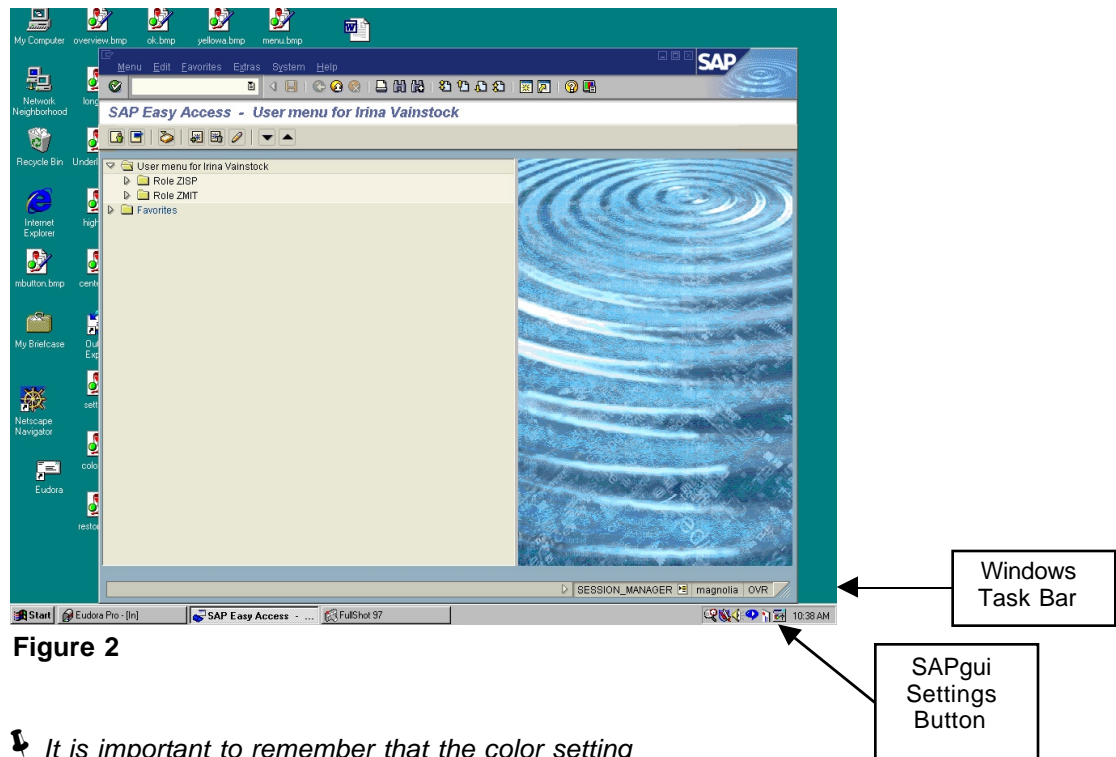 My Computer overview.bmp ok.bmp yellowa.bmp menu.bmp
Menu Edit Favorites Extras System Help
SAP
Network Neighborhood
long
SAP Easy Access - User menu for Irina Vainstock
Recycle Bin
User menu for Irina Vainstock
Role ZISP
Role ZMIT
Favorites
Internet
Explorer
high
mbutton.bmp
My Briefcase
Netscape
Navigator
Eudora
SESSION_MANAGER magnolia OVR
Start Eudora Pro - [In] SAP Easy Access - ... FullShot 97 10:38 AM
Windows
Task Bar
Figure 2
SAPgui
Settings
Button
It is important to remember that the color setting